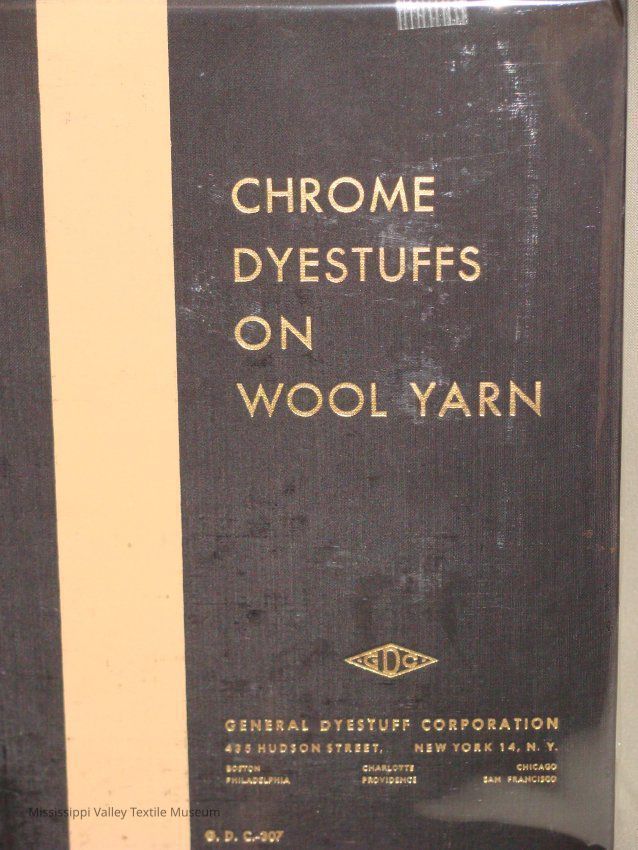 CHROME
DYESTUFFS
ON
WOOL YARN
GDC
GENERAL DYESTUFF CORPORATION
435 HUDSON STREET, NEW YORK 14, N. Y.
BOSTON CHARLOTTE CHICAGO
PHILADELPHIA PROVIDENCE SAN FRANCISCO
G. D. C.-307
Mississippi Valley Textile Museum